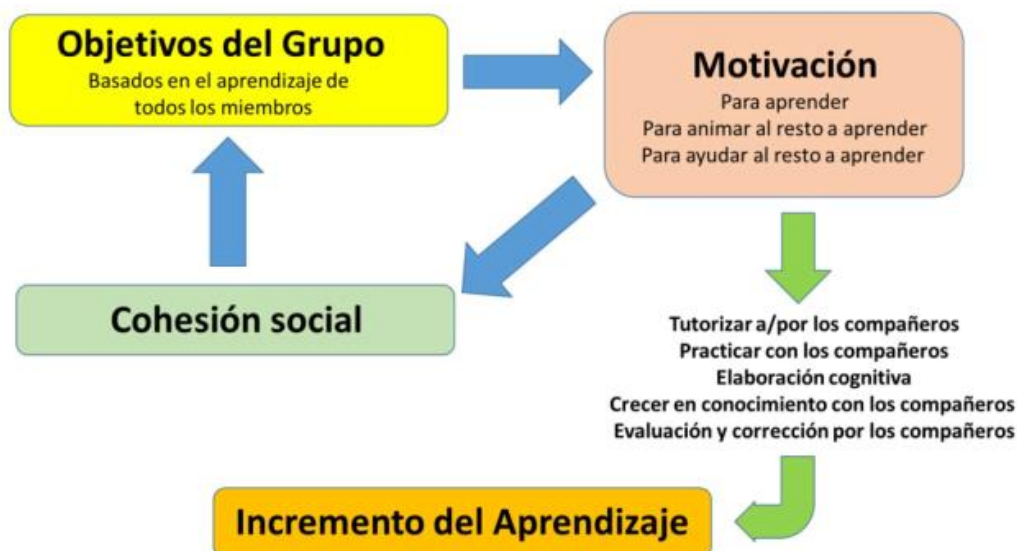 Objetivos del Grupo
Basados en el aprendizaje de
todos los miembros
Motivación
Para aprender
Para animar al resto a aprender
Para ayudar al resto a aprender
Cohesión social
Tutorizar a/por los compañeros
Practicar con los compañeros
Elaboración cognitiva
Crecer en conocimiento con los compañeros
Evaluación y corrección por los compañeros
Incremento del Aprendizaje